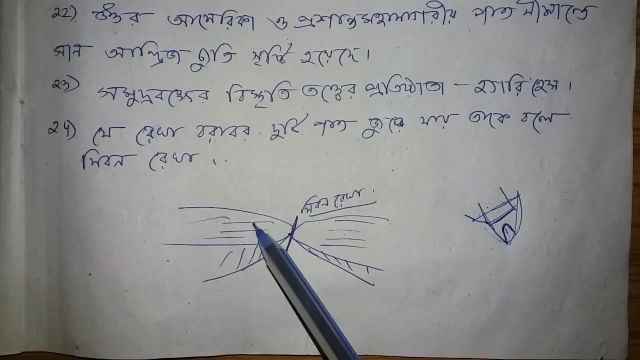 ২২) উত্তর আমেরিকা ও প্রশান্তমহাসাগরীয় পাত সীমান্তে
সান আন্দ্রিজ চ্যুতি সৃষ্টি হয়েছে।
২৩) সমুদ্রবক্ষের বিস্তৃতি তত্ত্বের প্রতিষ্ঠাতা - হ্যারি হেস।
২৪) যে রেখা বরাবর দুটি পাত জুড়ে যায় তাকে বলে
সিবন রেখা।
সিবন রেখা